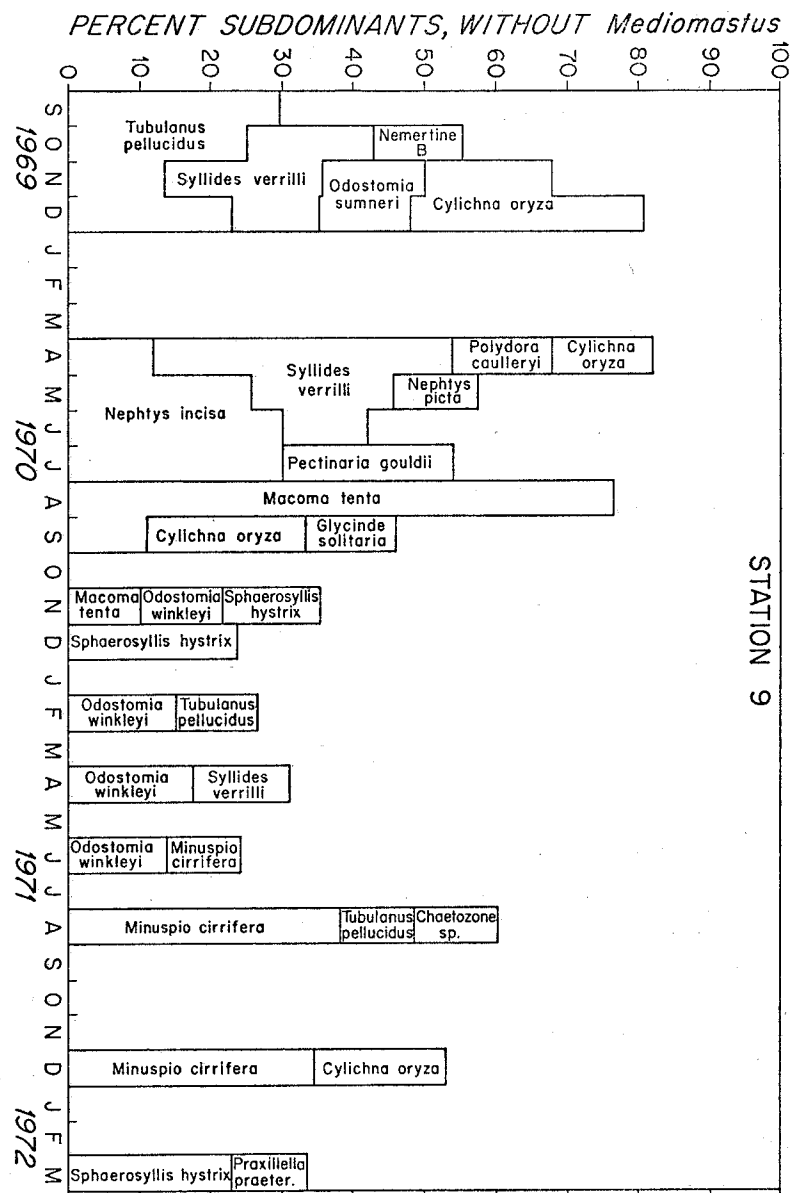 PERCENT SUBDOMINANTS, WITHOUT Mediomastus
0 10 20 30 40 50 60 70 80 90 100
STATION 9
1969
S
O
N
D
1970
J
F
M
A
M
J
J
A
S
O
N
D
1971
J
F
M
A
M
J
J
A
S
O
N
D
1972
J
F
M
Tubulanus
pellucidus
Nemertine
B
Syllides verrilli
Odostomia
sumneri
Cylichna oryza
Nephtys incisa
Syllides
verrilli
Polydora
caulleryi
Cylichna
oryza
Nephtys
picta
Pectinaria gouldii
Macoma tenta
Cylichna oryza
Glycinde
solitaria
Macoma
tenta
Odostomia
winkleyi
Sphaerosyllis
hystrix
Sphaerosyllis hystrix
Odostomia
winkleyi
Tubulanus
pellucidus
Odostomia
winkleyi
Syllides
verrilli
Odostomia
winkleyi
Minuspio
cirrifera
Minuspio cirrifera
Tubulanus
pellucidus
Chaetozone
sp.
Minuspio cirrifera
Cylichna oryza
Sphaerosyllis hystrix
Praxillella
praeter.